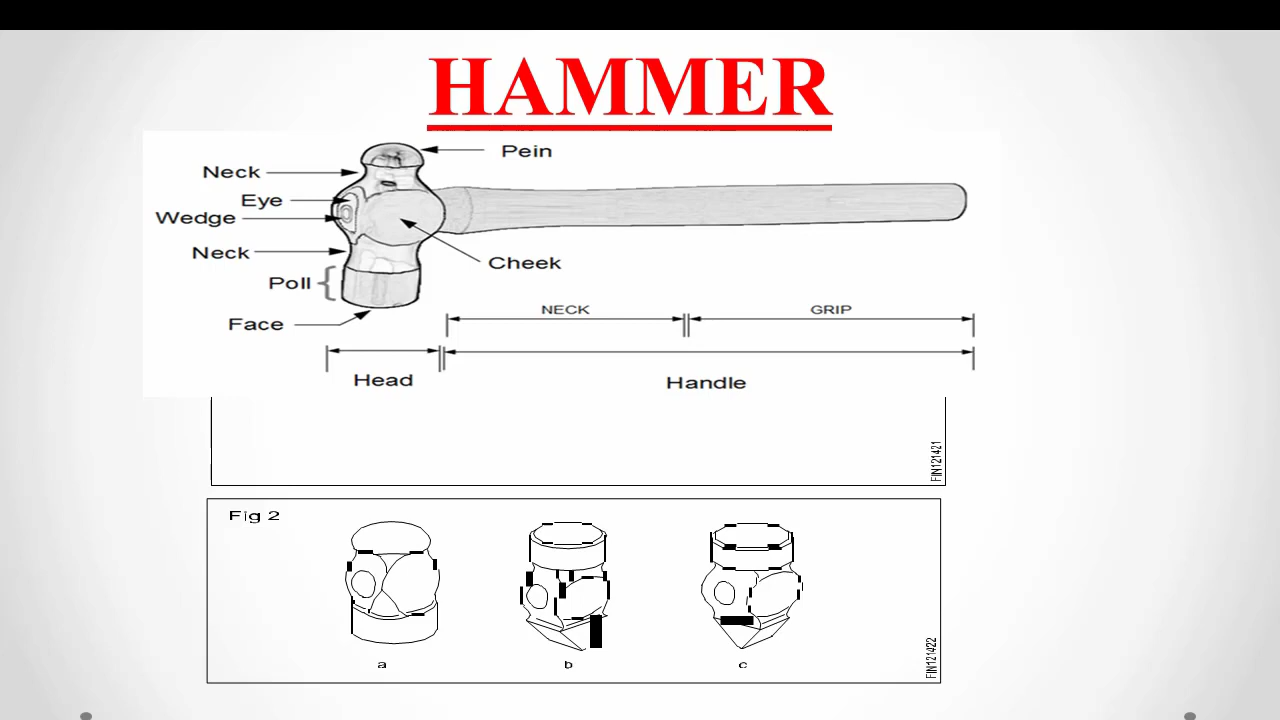 HAMMER
Pein
Neck
Eye
Wedge
Neck
Cheek
Poll
Face
NECK
GRIP
Head
Handle
FIN121421
Fig 2
a
b
c
FIN121422